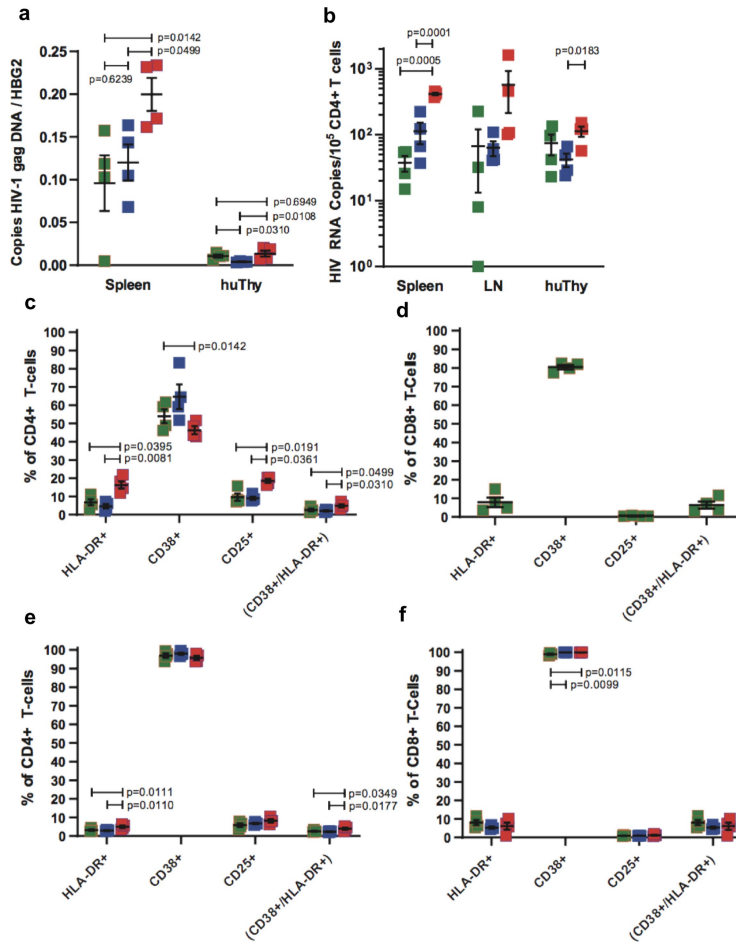 a
Copies HIV-1 gag DNA / HBG2
0.25
0.20
0.15
0.10
0.05
0.00
p=0.0142
p=0.0499
p=0.6239
p=0.6949
p=0.0108
p=0.0310
Spleen
huThy
b
HIV RNA Copies/10⁵ CD4+ T cells
10³
10²
10¹
10⁰
p=0.0001
p=0.0005
p=0.0183
Spleen
LN
huThy
c
% of CD4+ T-cells
100
90
80
70
60
50
40
30
20
10
0
p=0.0142
p=0.0395
p=0.0081
p=0.0191
p=0.0361
p=0.0499
p=0.0310
HLA-DR+
CD38+
CD25+
(CD38+/HLA-DR+)
d
% of CD8+ T-Cells
100
90
80
70
60
50
40
30
20
10
0
HLA-DR+
CD38+
CD25+
(CD38+/HLA-DR+)
e
% of CD4+ T-Cells
100
90
80
70
60
50
40
30
20
10
0
p=0.0111
p=0.0110
p=0.0349
p=0.0177
HLA-DR+
CD38+
CD25+
(CD38+/HLA-DR+)
f
% of CD8+ T-Cells
100
90
80
70
60
50
40
30
20
10
0
p=0.0115
p=0.0099
HLA-DR+
CD38+
CD25+
(CD38+/HLA-DR+)